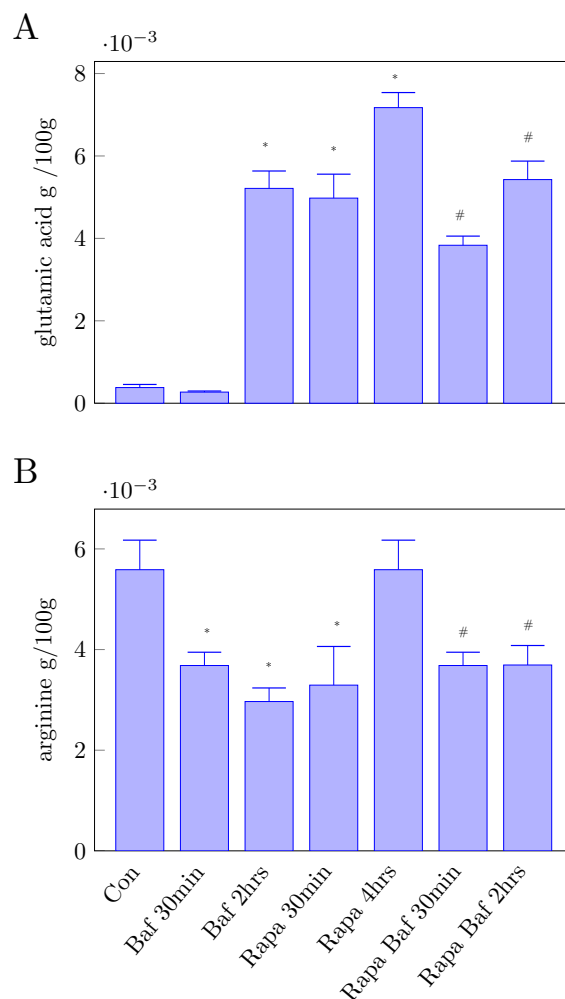 A
·10−3
8
6
4
2
0
glutamic acid g /100g
* * * # #
B
·10−3
6
4
2
0
arginine g/100g
* * * # #
Con
Baf 30min
Baf 2hrs
Rapa 30min
Rapa 4hrs
Rapa Baf 30min
Rapa Baf 2hrs